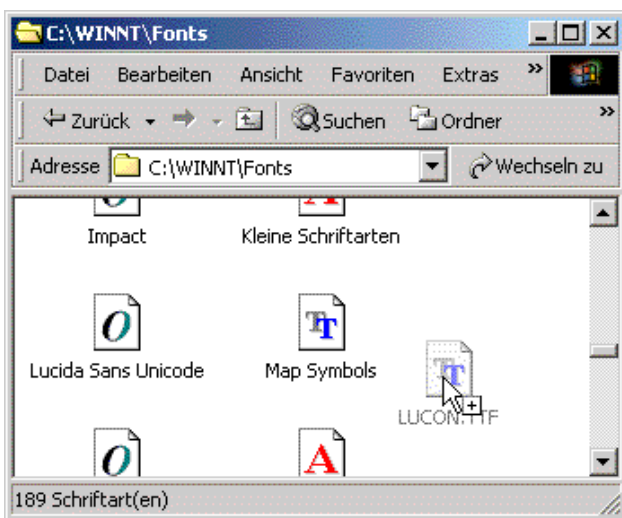 C:\WINNT\Fonts
Datei Bearbeiten Ansicht Favoriten Extras »
Zurück Suchen Ordner »
Adresse C:\WINNT\Fonts Wechseln zu
Impact Kleine Schriftarten
Lucida Sans Unicode Map Symbols
LUCON.TTF
189 Schriftart(en)